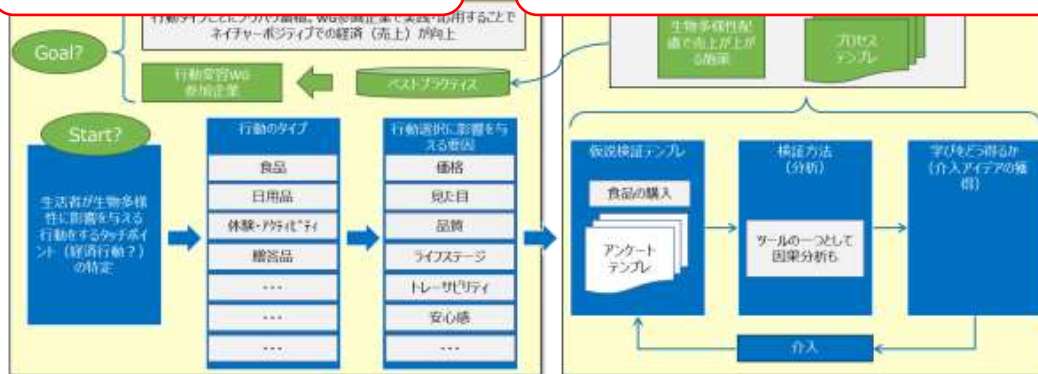 行動タイプごとにノウハウ蓄積。WG参画企業で実践・応用することで
ネイチャーポジティブでの経済（売上）が向上
Goal?
行動変容WG
参加企業
ベストプラクティス
Start?
生活者が生物多様
性に影響を与える
行動をするタッチポイ
ント（経済行動？）
の特定
行動のタイプ
食品
日用品
体験・アクティビティ
贈答品
...
...
...
行動選択に影響を与
える要因
価格
見た目
品質
ライフステージ
トレーサビリティ
安心感
...
生物多様性配
慮で売上が上が
る施策
プロセス
テンプレ
仮説検証テンプレ
食品の購入
アンケート
テンプレ
検証方法
（分析）
ツールの一つとして
因果分析も
学びをどう得るか
（介入アイデアの獲
得）
介入